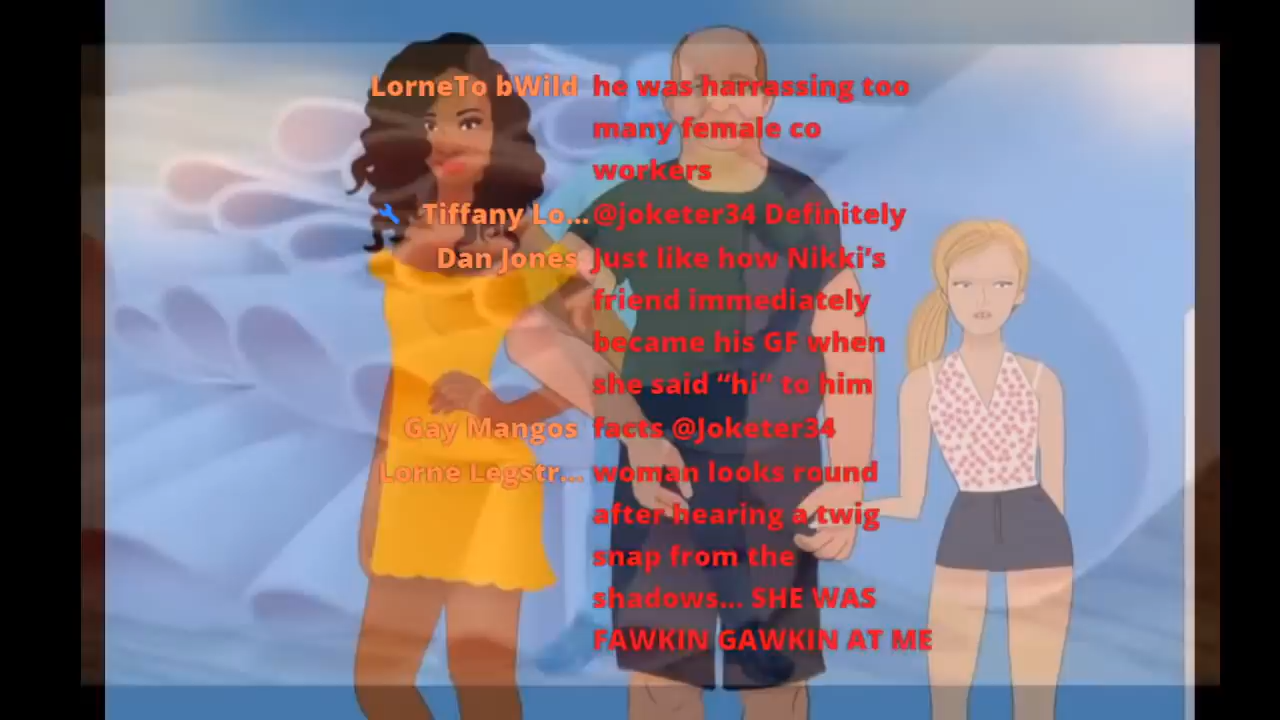 LorneTo bWild he was harrassing too
many female co
workers
Tiffany Lo... @joketer34 Definitely
Dan Jones Just like how Nikki's
friend immediately
became his GF when
she said “hi” to him
Gay Mangos facts @Joketer34
Lorne Legstr... woman looks round
after hearing a twig
snap from the
shadows... SHE WAS
FAWKIN GAWKIN AT ME